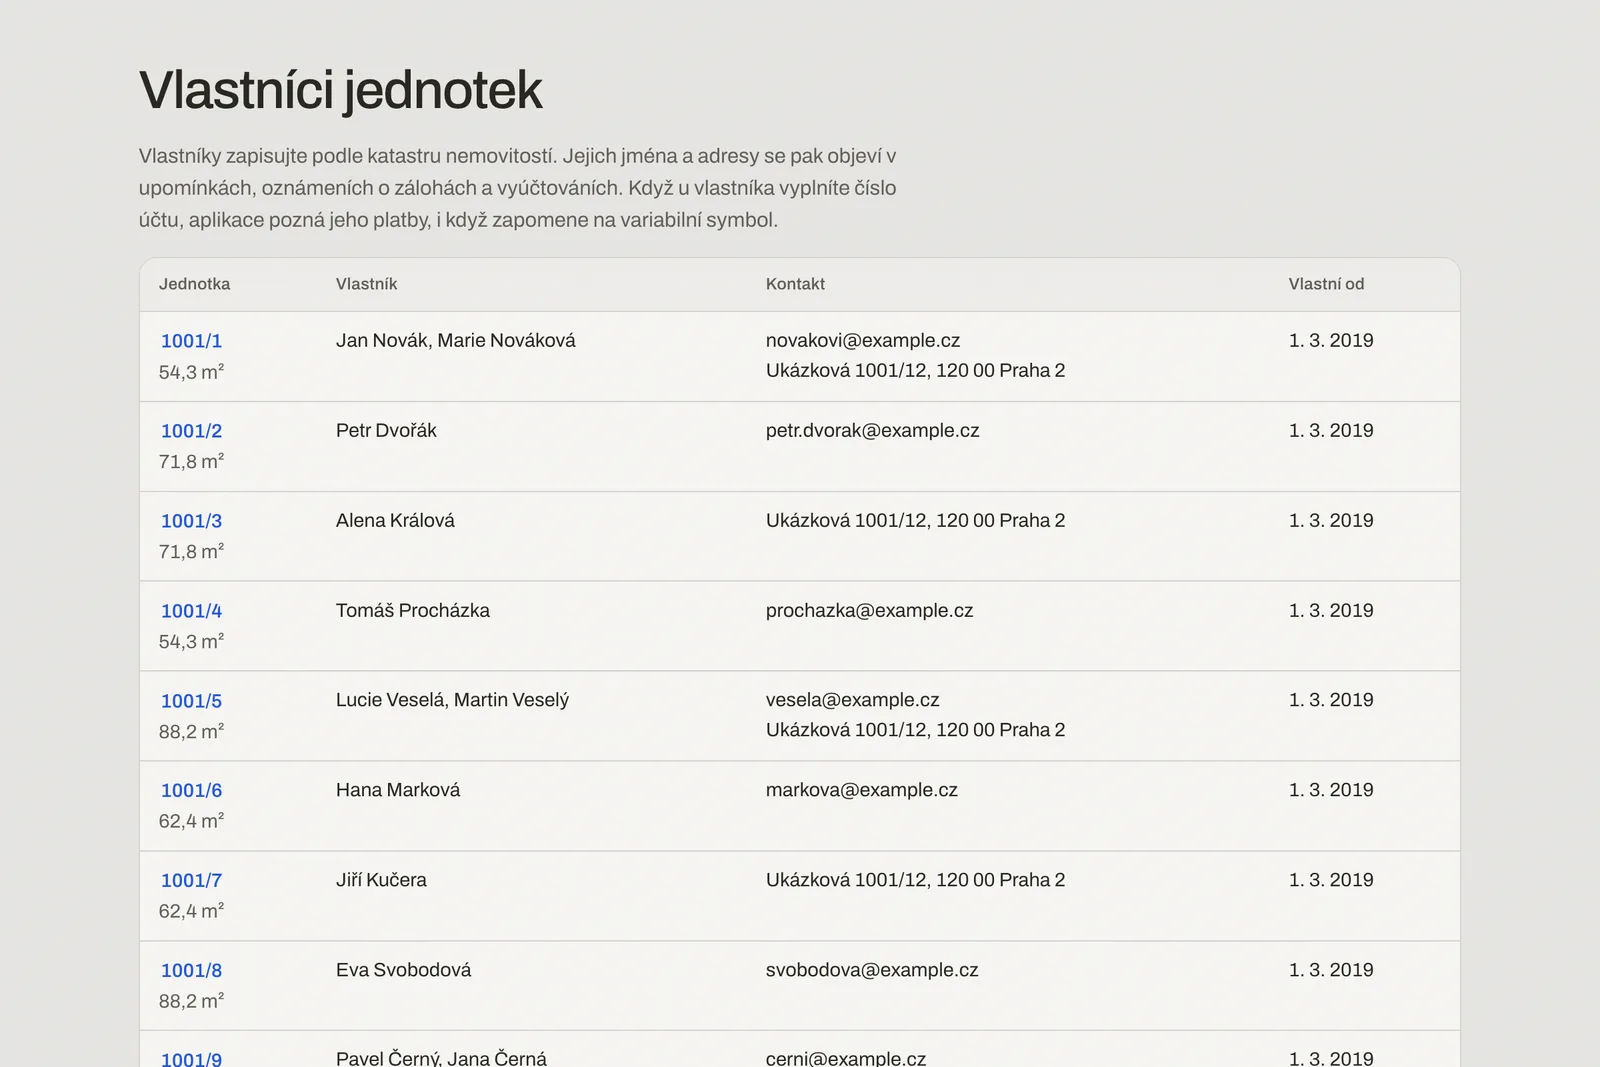 Vlastníci jednotek
Vlastníky zapisujte podle katastru nemovitostí. Jejich jména a adresy se pak objeví v
upomínkách, oznámeních o zálohách a vyúčtováních. Když u vlastníka vyplníte číslo
účtu, aplikace pozná jeho platby, i když zapomene na variabilní symbol.
Jednotka Vlastník Kontakt Vlastní od
1001/1 Jan Novák, Marie Nováková novakovi@example.cz 1. 3. 2019
54,3 m² Ukázková 1001/12, 120 00 Praha 2
1001/2 Petr Dvořák petr.dvorak@example.cz 1. 3. 2019
71,8 m²
1001/3 Alena Králová Ukázková 1001/12, 120 00 Praha 2 1. 3. 2019
71,8 m²
1001/4 Tomáš Procházka prochazka@example.cz 1. 3. 2019
54,3 m²
1001/5 Lucie Veselá, Martin Veselý vesela@example.cz 1. 3. 2019
88,2 m² Ukázková 1001/12, 120 00 Praha 2
1001/6 Hana Marková markova@example.cz 1. 3. 2019
62,4 m²
1001/7 Jiří Kučera Ukázková 1001/12, 120 00 Praha 2 1. 3. 2019
62,4 m²
1001/8 Eva Svobodová svobodova@example.cz 1. 3. 2019
88,2 m²
1001/9 Pavel Černý, Jana Černá cerni@example.cz 1. 3. 2019